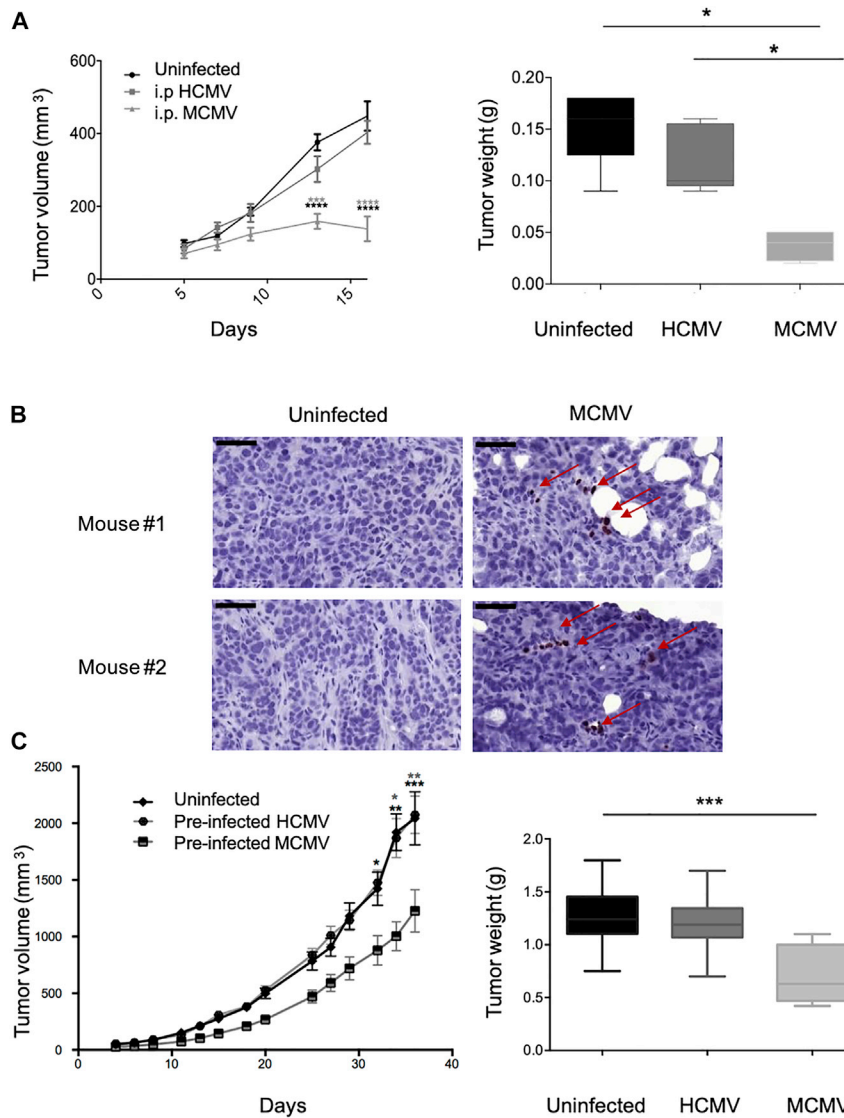 A
Tumor volume (mm³)
600
400
200
0
0
5
10
15
Days
Uninfected
i.p HCMV
i.p. MCMV
***
****
****
****
*
*
Tumor weight (g)
0.20
0.15
0.10
0.05
0.00
Uninfected HCMV MCMV
B
Uninfected MCMV
Mouse #1
Mouse #2
C
Tumor volume (mm³)
2500
2000
1500
1000
500
0
0 10 20 30 40
Days
Uninfected
Pre-infected HCMV
Pre-infected MCMV
*
*
**
**
***
***
Tumor weight (g)
2.0
1.5
1.0
0.5
0.0
Uninfected HCMV MCMV